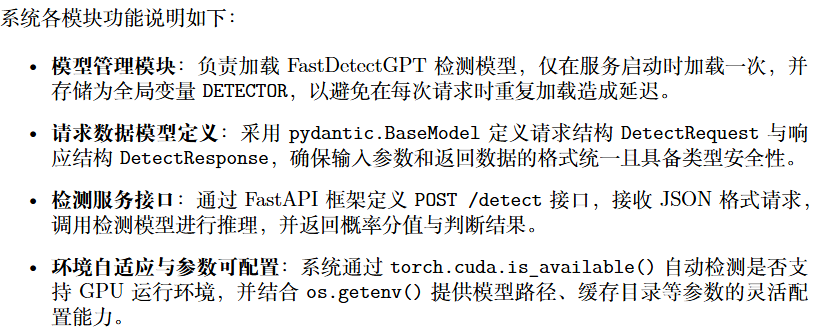 系统各模块功能说明如下：
• 模型管理模块：负责加载 FastDetectGPT 检测模型，仅在服务启动时加载一次，并
存储为全局变量 DETECTOR，以避免在每次请求时重复加载造成延迟。
• 请求数据模型定义：采用 pydantic.BaseModel 定义请求结构 DetectRequest 与响
应结构 DetectResponse，确保输入参数和返回数据的格式统一且具备类型安全性。
• 检测服务接口：通过 FastAPI 框架定义 POST /detect 接口，接收 JSON 格式请求，
调用检测模型进行推理，并返回概率分值与判断结果。
• 环境自适应与参数可配置：系统通过 torch.cuda.is_available() 自动检测是否支
持 GPU 运行环境，并结合 os.getenv() 提供模型路径、缓存目录等参数的灵活配
置能力。